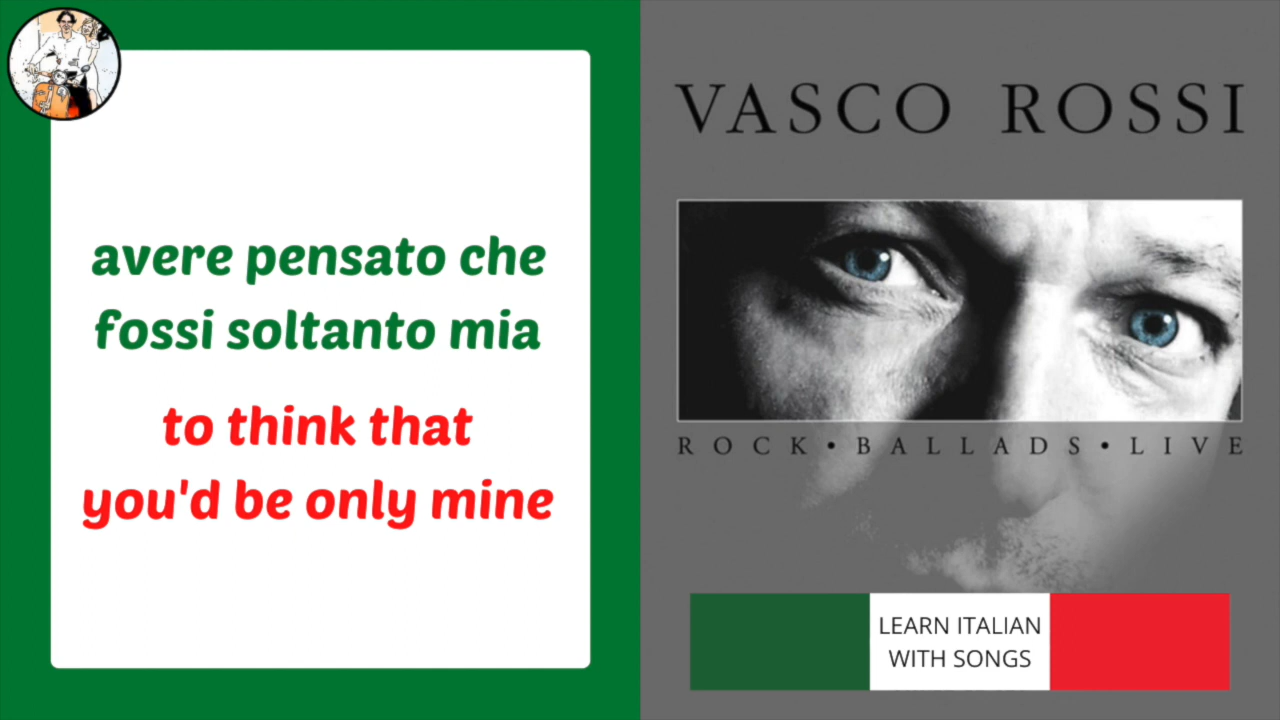 avere pensato che
fossi soltanto mia
to think that
you'd be only mine
VASCO ROSSI
ROCK • BALLADS • LIVE
LEARN ITALIAN
WITH SONGS